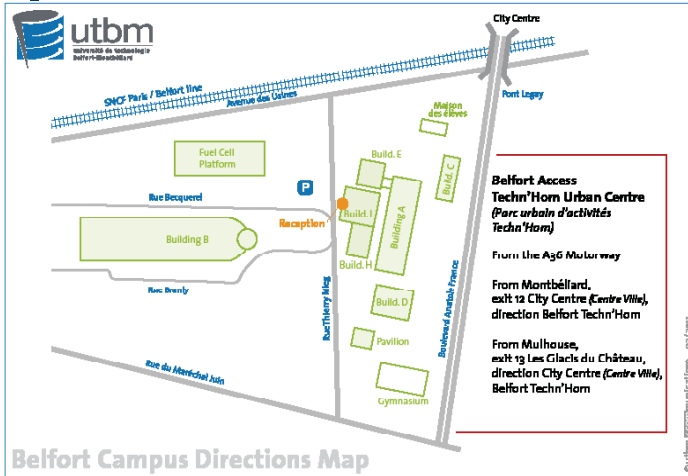 utbm
université de technologie
Belfort-Montbéliard
City Centre
SNCF Paris / Belfort line
Avenue des Usines
Pont Legay
Maison
des élèves
Fuel Cell
Platform
Build. E
Build. C
P
Rue Becquerel
Reception
Build. I
Building A
Building B
Build. H
Rue Branly
Rue Thierry Mieg
Build. D
Boulevard Anatole France
Pavilion
Rue du Maréchal Juin
Gymnasium
Belfort Access
Techn'Hom Urban Centre
(Parc urbain d'activités
Techn'Hom)
From the A36 Motorway
From Montbéliard,
exit 12 City Centre (Centre Ville),
direction Belfort Techn'Hom
From Mulhouse,
exit 13 Les Glacis du Château,
direction City Centre (Centre Ville),
Belfort Techn'Hom
Belfort Campus Directions Map